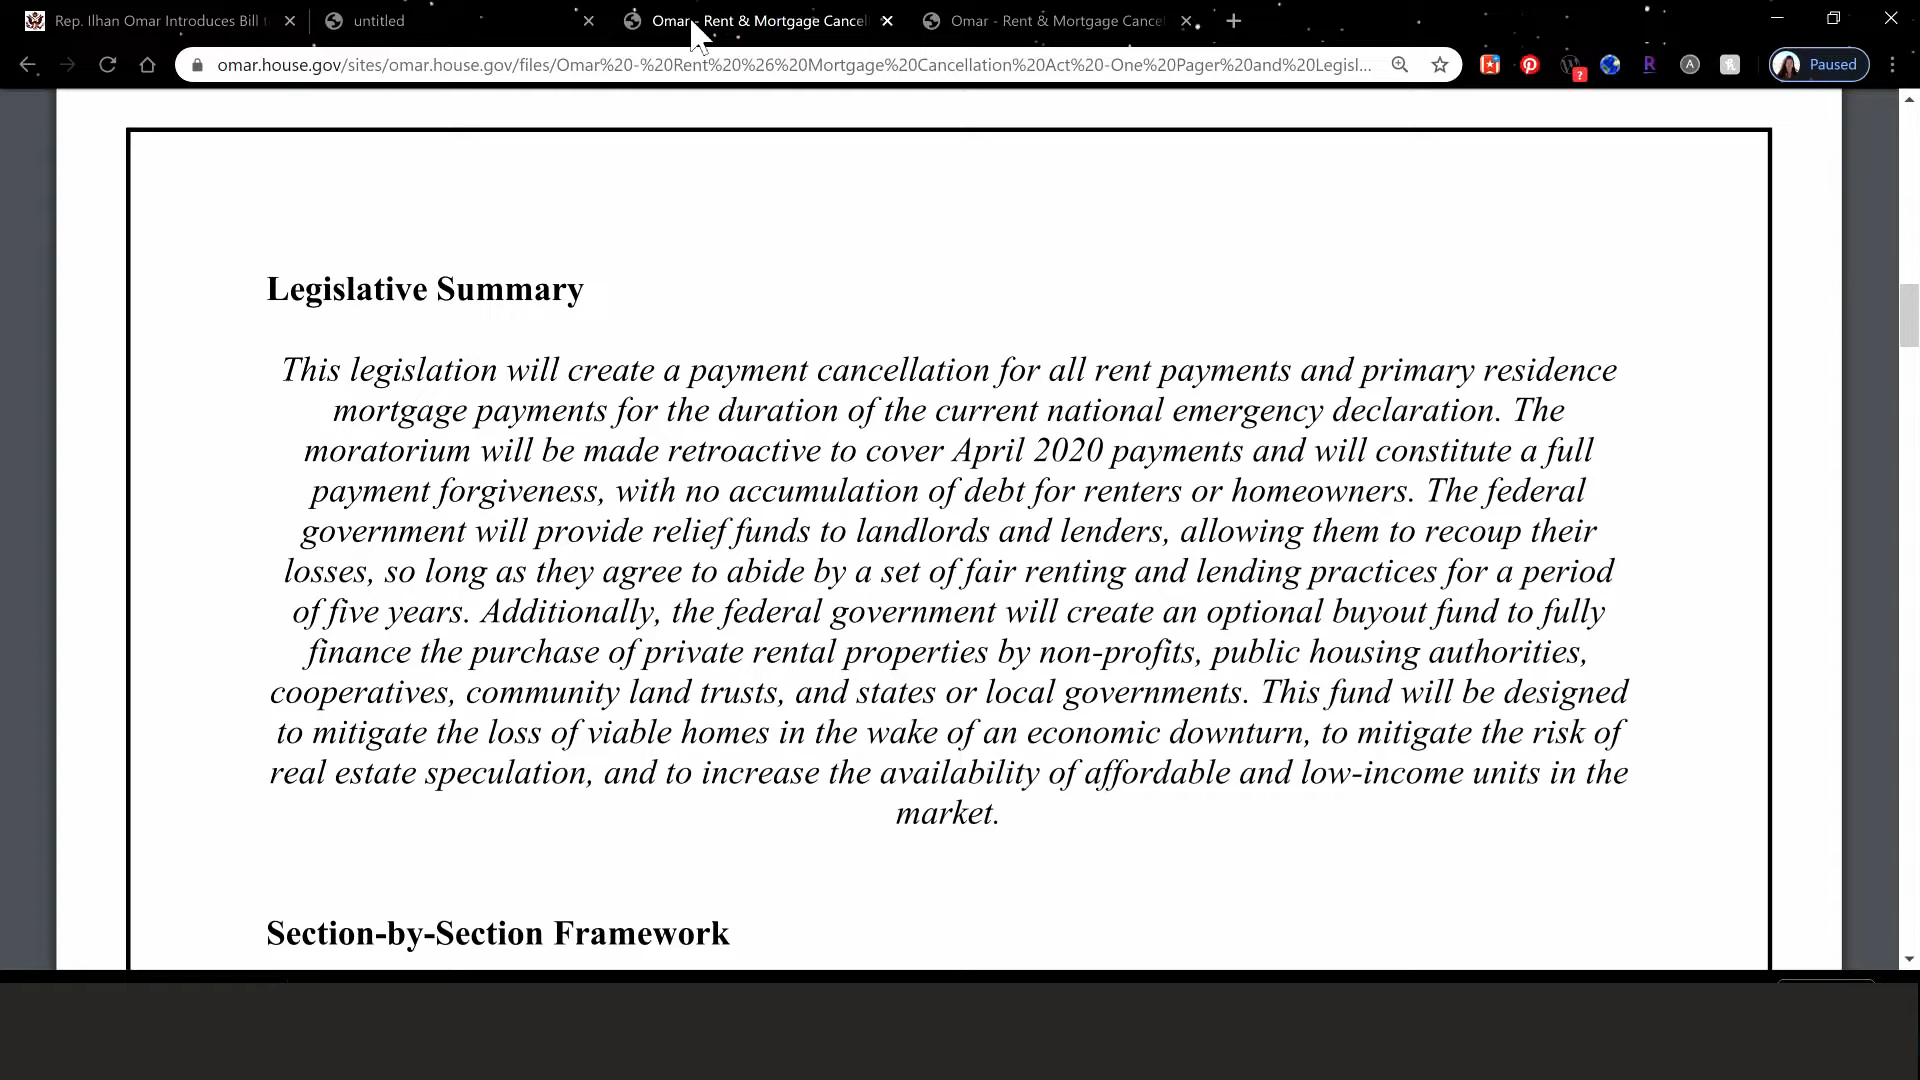 Rep. Ilhan Omar Introduces Bill t
untitled
Omar - Rent & Mortgage Cancel
Omar - Rent & Mortgage Cancel
omar.house.gov/sites/omar.house.gov/files/Omar%20-%20Rent%20%26%20Mortgage%20Cancellation%20Act%20-One%20Pager%20and%20Legisl...
Paused
Legislative Summary
This legislation will create a payment cancellation for all rent payments and primary residence
mortgage payments for the duration of the current national emergency declaration. The
moratorium will be made retroactive to cover April 2020 payments and will constitute a full
payment forgiveness, with no accumulation of debt for renters or homeowners. The federal
government will provide relief funds to landlords and lenders, allowing them to recoup their
losses, so long as they agree to abide by a set of fair renting and lending practices for a period
of five years. Additionally, the federal government will create an optional buyout fund to fully
finance the purchase of private rental properties by non-profits, public housing authorities,
cooperatives, community land trusts, and states or local governments. This fund will be designed
to mitigate the loss of viable homes in the wake of an economic downturn, to mitigate the risk of
real estate speculation, and to increase the availability of affordable and low-income units in the
market.
Section-by-Section Framework